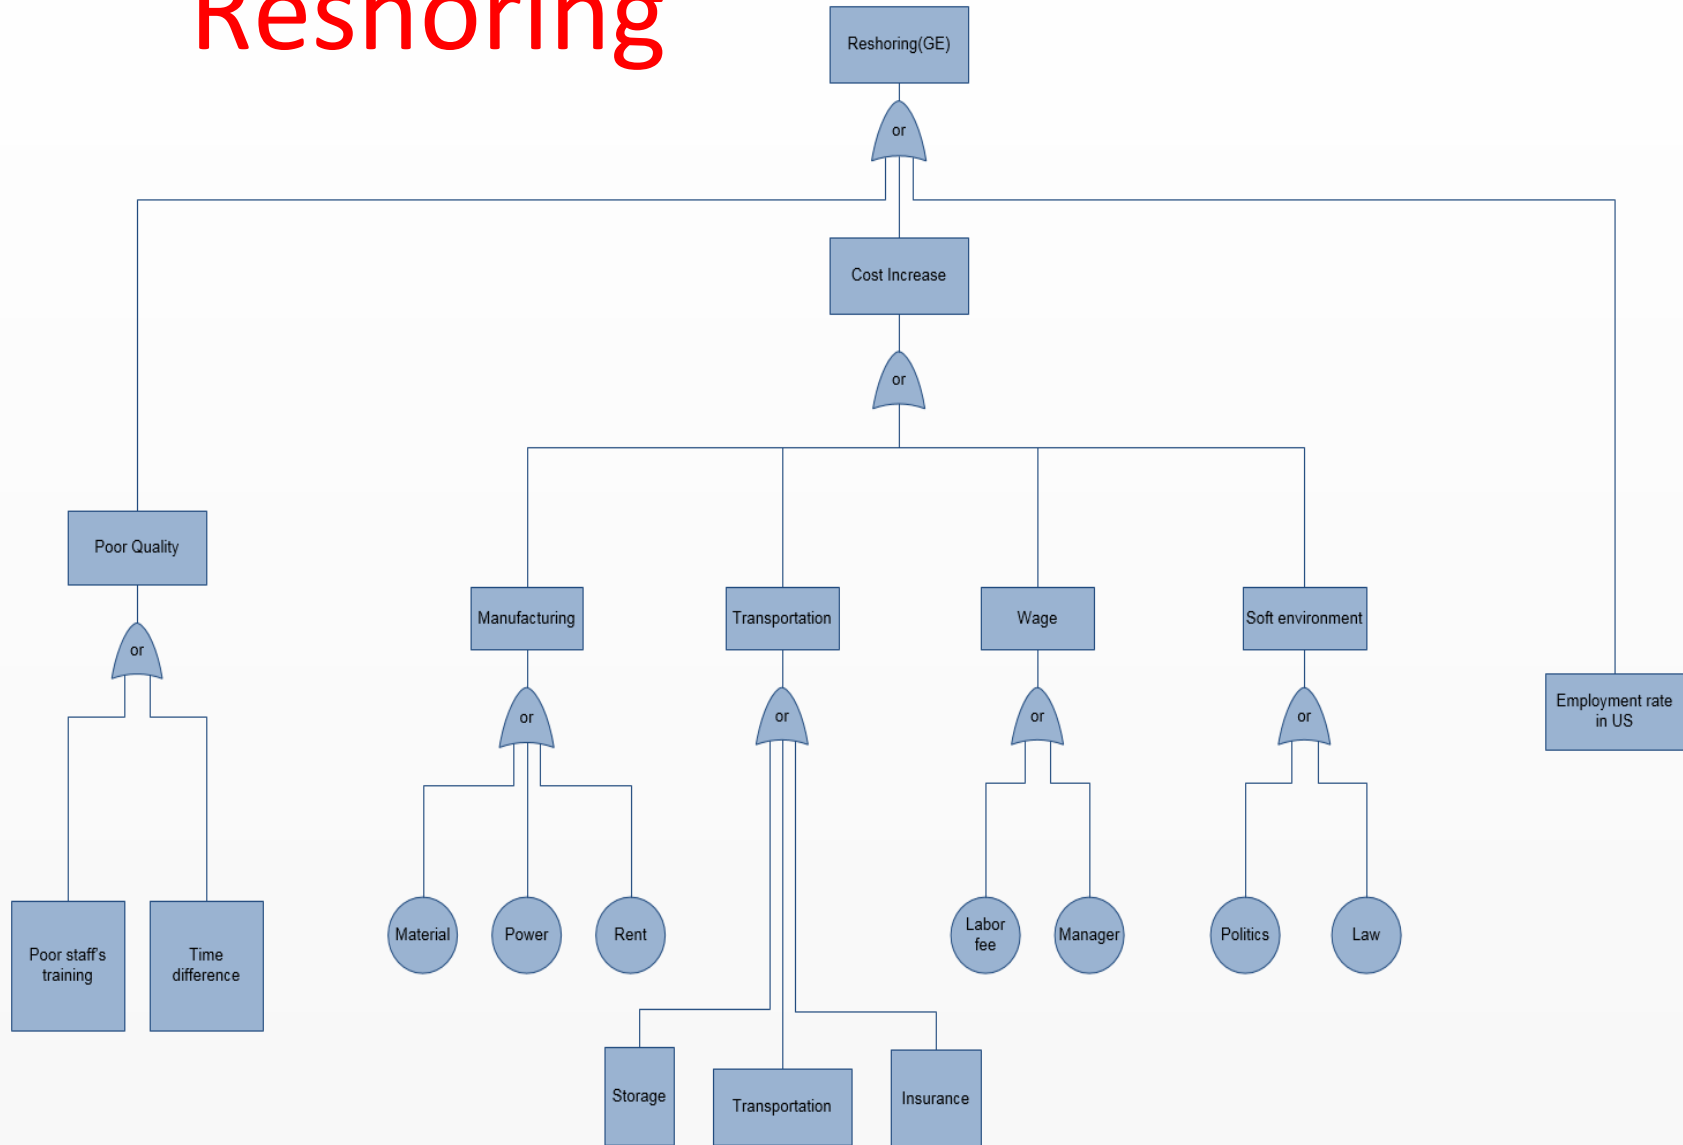 Reshoring
Reshoring(GE)
or
Cost Increase
or
Poor Quality
or
Manufacturing
Transportation
Wage
Soft environment
or
or
or
or
Employment rate
in US
Poor staff's
training
Time
difference
Material
Power
Rent
Labor
fee
Manager
Politics
Law
Storage
Transportation
Insurance